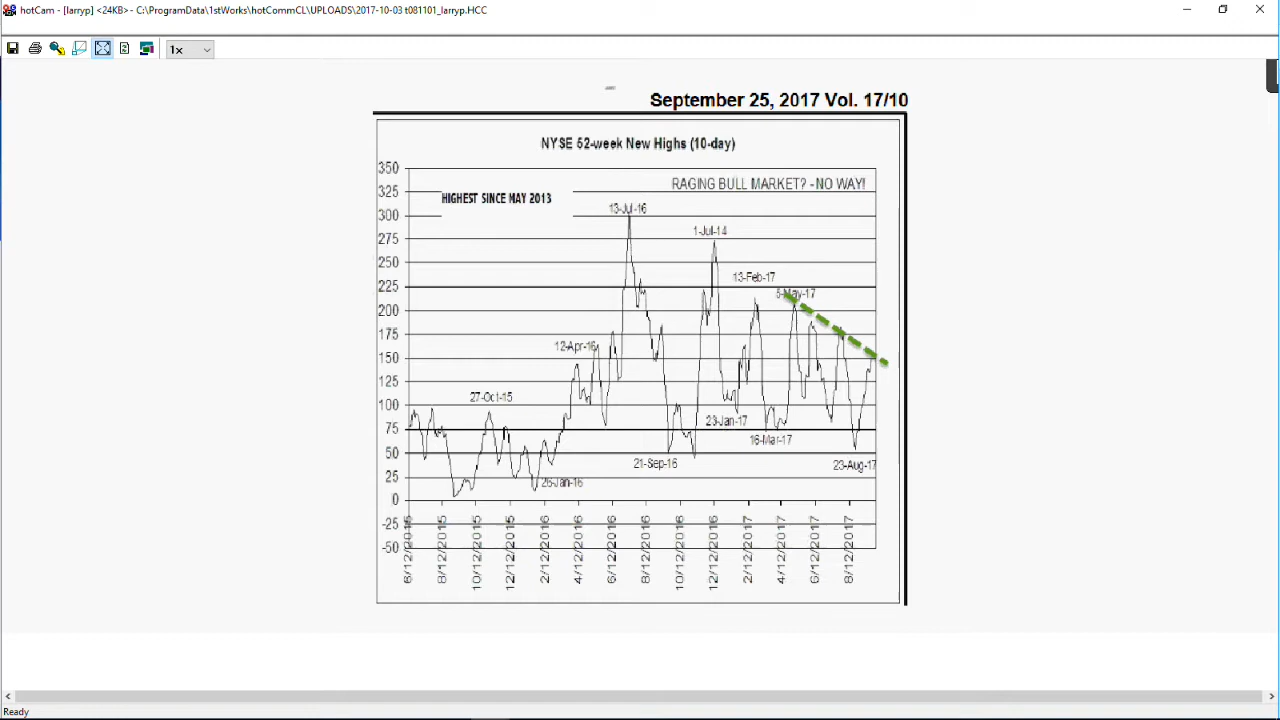 hotCam - [larryp] <24KB> - C:\ProgramData\1stWorks\hotCommCL\UPLOADS\2017-10-03 t081101_larryp.HCC
1x
September 25, 2017 Vol. 17/10
NYSE 52-week New Highs (10-day)
350
RAGING BULL MARKET? - NO WAY!
325
HIGHEST SINCE MAY 2013
13-Jul-16
300
1-Jul-14
275
250
13-Feb-17
225
5-May-17
200
175
12-Apr-16
150
125
27-Oct-15
100
23-Jan-17
75
16-Mar-17
50
21-Sep-16
23-Aug-17
25
26-Jan-16
0
-25
-50
6/12/2015
8/12/2015
10/12/2015
12/12/2015
2/12/2016
4/12/2016
6/12/2016
8/12/2016
10/12/2016
12/12/2016
2/12/2017
4/12/2017
6/12/2017
8/12/2017
Ready